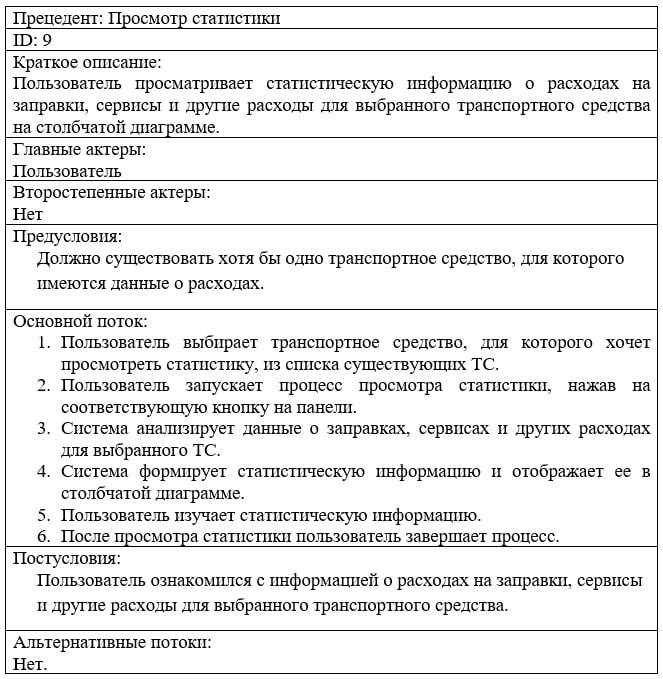 Прецедент: Просмотр статистики
ID: 9
Краткое описание:
Пользователь просматривает статистическую информацию о расходах на
заправки, сервисы и другие расходы для выбранного транспортного средства
на столбчатой диаграмме.
Главные актеры:
Пользователь
Второстепенные актеры:
Нет
Предусловия:
Должно существовать хотя бы одно транспортное средство, для которого
имеются данные о расходах.
Основной поток:
1. Пользователь выбирает транспортное средство, для которого хочет
просмотреть статистику, из списка существующих ТС.
2. Пользователь запускает процесс просмотра статистики, нажав на
соответствующую кнопку на панели.
3. Система анализирует данные о заправках, сервисах и других расходах
для выбранного ТС.
4. Система формирует статистическую информацию и отображает ее в
столбчатой диаграмме.
5. Пользователь изучает статистическую информацию.
6. После просмотра статистики пользователь завершает процесс.
Постусловия:
Пользователь ознакомился с информацией о расходах на заправки, сервисы
и другие расходы для выбранного транспортного средства.
Альтернативные потоки:
Нет.